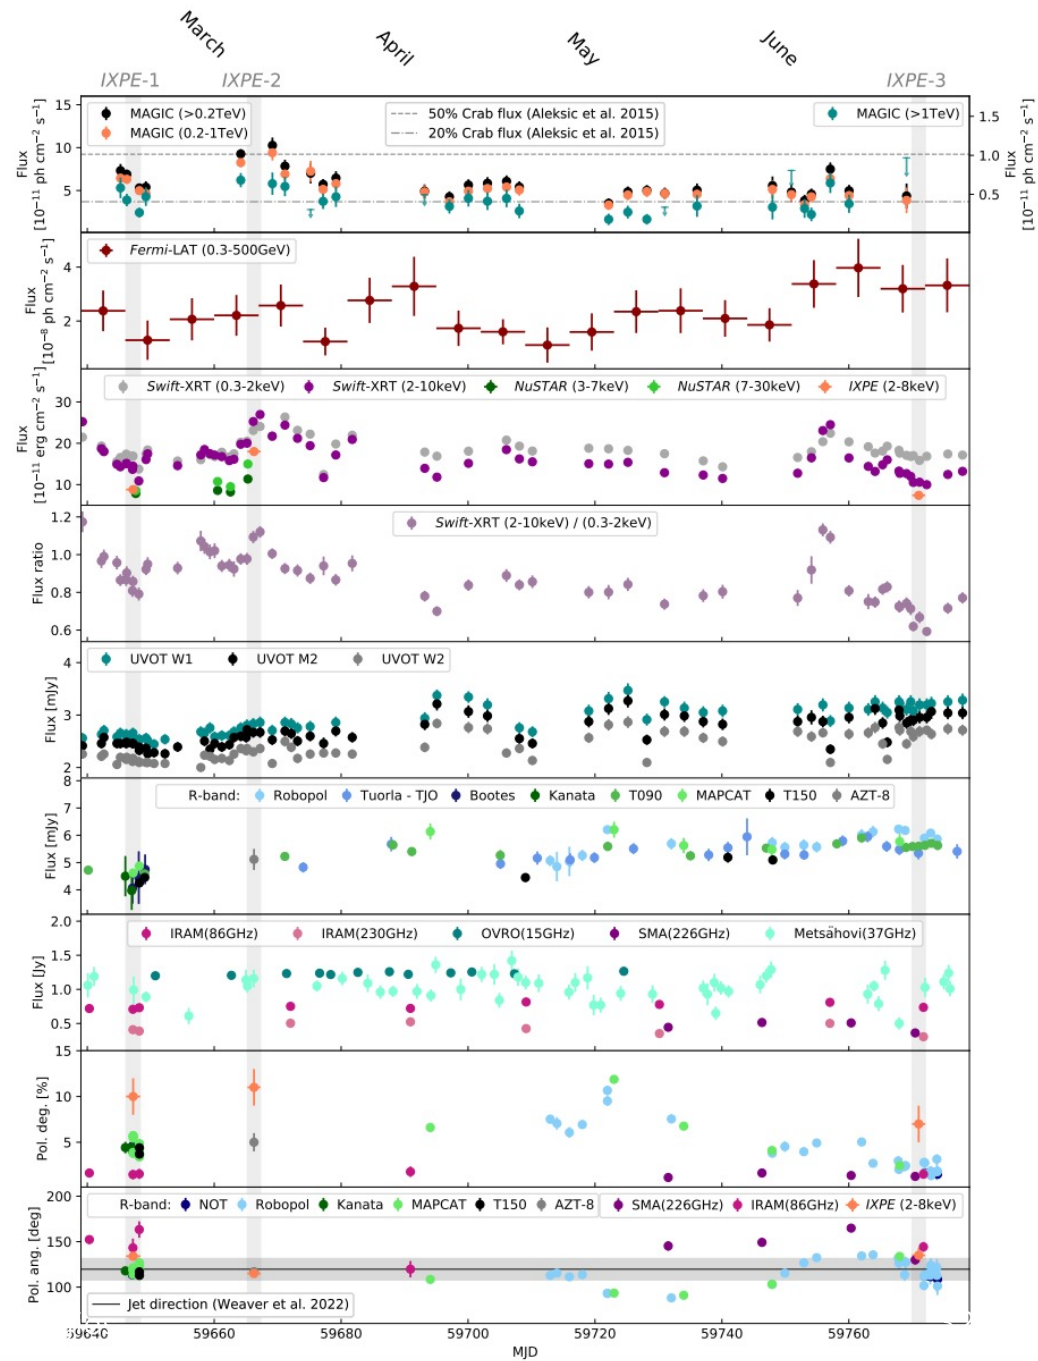 March
April
May
June
IXPE-1
IXPE-2
IXPE-3
MAGIC (>0.2TeV)
MAGIC (0.2-1TeV)
50% Crab flux (Aleksic et al. 2015)
20% Crab flux (Aleksic et al. 2015)
MAGIC (>1TeV)
Flux
[10⁻¹¹ ph cm⁻² s⁻¹]
15
10
5
1.5
1.0
0.5
Flux
[10⁻¹¹ ph cm⁻² s⁻¹]
Fermi-LAT (0.3-500GeV)
Flux
[10⁻⁸ ph cm⁻² s⁻¹]
4
2
Swift-XRT (0.3-2keV) Swift-XRT (2-10keV) NuSTAR (3-7keV) NuSTAR (7-30keV) IXPE (2-8keV)
Flux
[10⁻¹¹ erg cm⁻² s⁻¹]
30
20
10
Swift-XRT (2-10keV) / (0.3-2keV)
Flux ratio
1.2
1.0
0.8
0.6
UVOT W1 UVOT M2 UVOT W2
Flux [mJy]
4
3
2
R-band: Robopol Tuorla - TJO Bootes Kanata T090 MAPCAT T150 AZT-8
Flux [mJy]
8
7
6
5
4
IRAM(86GHz) IRAM(230GHz) OVRO(15GHz) SMA(226GHz) Metsähovi(37GHz)
Flux [Jy]
2.0
1.5
1.0
0.5
Pol. deg. [%]
15
10
5
R-band: NOT Robopol Kanata MAPCAT T150 AZT-8 SMA(226GHz) IRAM(86GHz) IXPE (2-8keV)
Pol. ang. [deg]
200
150
100
Jet direction (Weaver et al. 2022)
59640 59660 59680 59700 59720 59740 59760
MJD